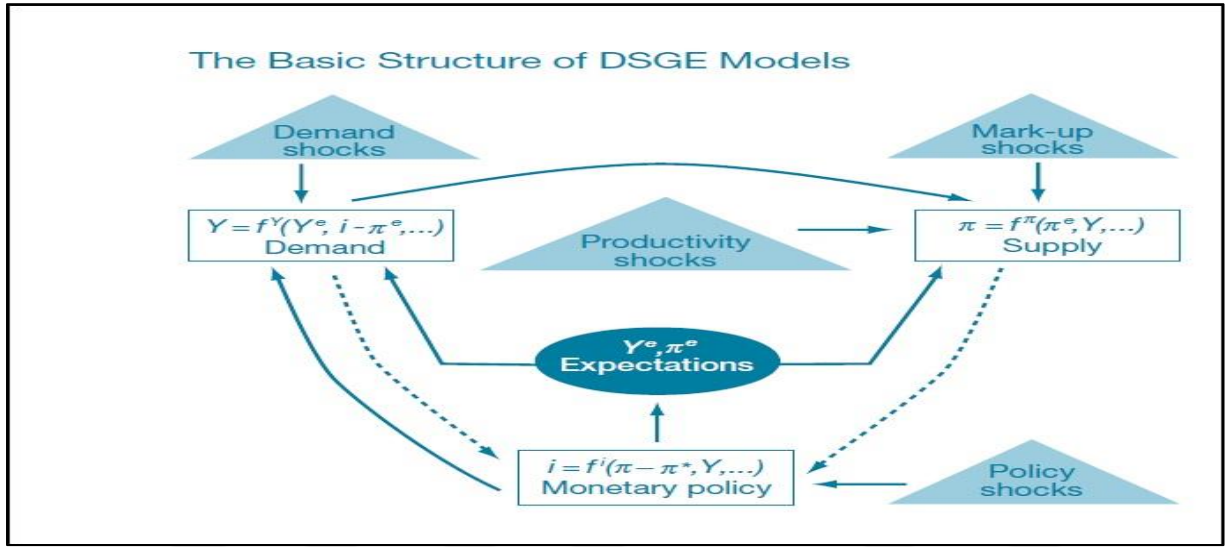 The Basic Structure of DSGE Models
Demand
shocks
Mark-up
shocks
Y = f^Y(Y^e, i - π^e,...)
Demand
Productivity
shocks
π = f^π(π^e, Y,...)
Supply
Y^e, π^e
Expectations
i = f^i(π - π*, Y,...)
Monetary policy
Policy
shocks